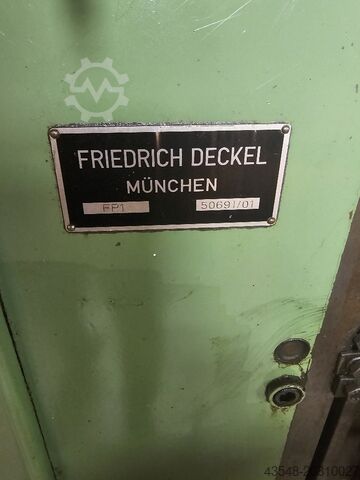 FRIEDRICH DECKEL
MÜNCHEN
FP1 50691/01